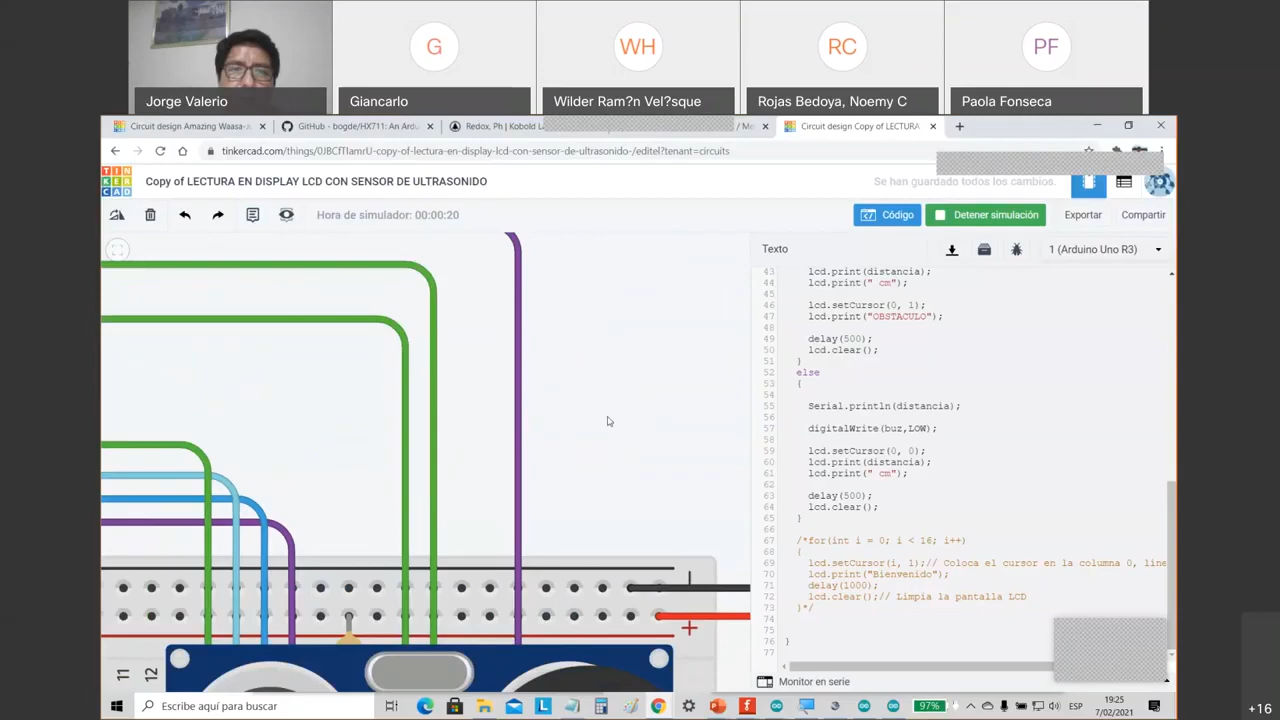 G
WH
RC
PF
Jorge Valerio
Giancarlo
Wilder Ram?n Vel?sque
Rojas Bedoya, Noemy C
Paola Fonseca
Circuit design Amazing Waasa-
GitHub - bogde/HX711: An Ardu
Redox, Ph | Kobold La
/ Me
Circuit design Copy of LECTURA
tinkercad.com/things/0JBCfTIamrU-copy-of-lectura-en-display-lcd-con-sensor-de-ultrasonido-/editel?tenant=circuits
TIN
KER
CAD
Copy of LECTURA EN DISPLAY LCD CON SENSOR DE ULTRASONIDO
Se han guardado todos los cambios.
Hora de simulador: 00:00:20
Código
Detener simulación
Exportar
Compartir
Texto
1 (Arduino Uno R3)
43 lcd.print(distancia);
44 lcd.print(" cm");
45
46 lcd.setCursor(0, 1);
47 lcd.print("OBSTACULO");
48
49 delay(500);
50 lcd.clear();
51 }
52 else
53 {
54
55 Serial.println(distancia);
56
57 digitalWrite(buz,LOW);
58
59 lcd.setCursor(0, 0);
60 lcd.print(distancia);
61 lcd.print(" cm");
62
63 delay(500);
64 lcd.clear();
65 }
66
67 /*for(int i = 0; i < 16; i++)
68 {
69 lcd.setCursor(i, 1);// Coloca el cursor en la columna 0, line
70 lcd.print("Bienvenido");
71 delay(1000);
72 lcd.clear();// Limpia la pantalla LCD
73 }*/
74
75
76 }
77
Monitor en serie
11
12
Escribe aquí para buscar
97%
ESP
19:25
7/02/2021
+16